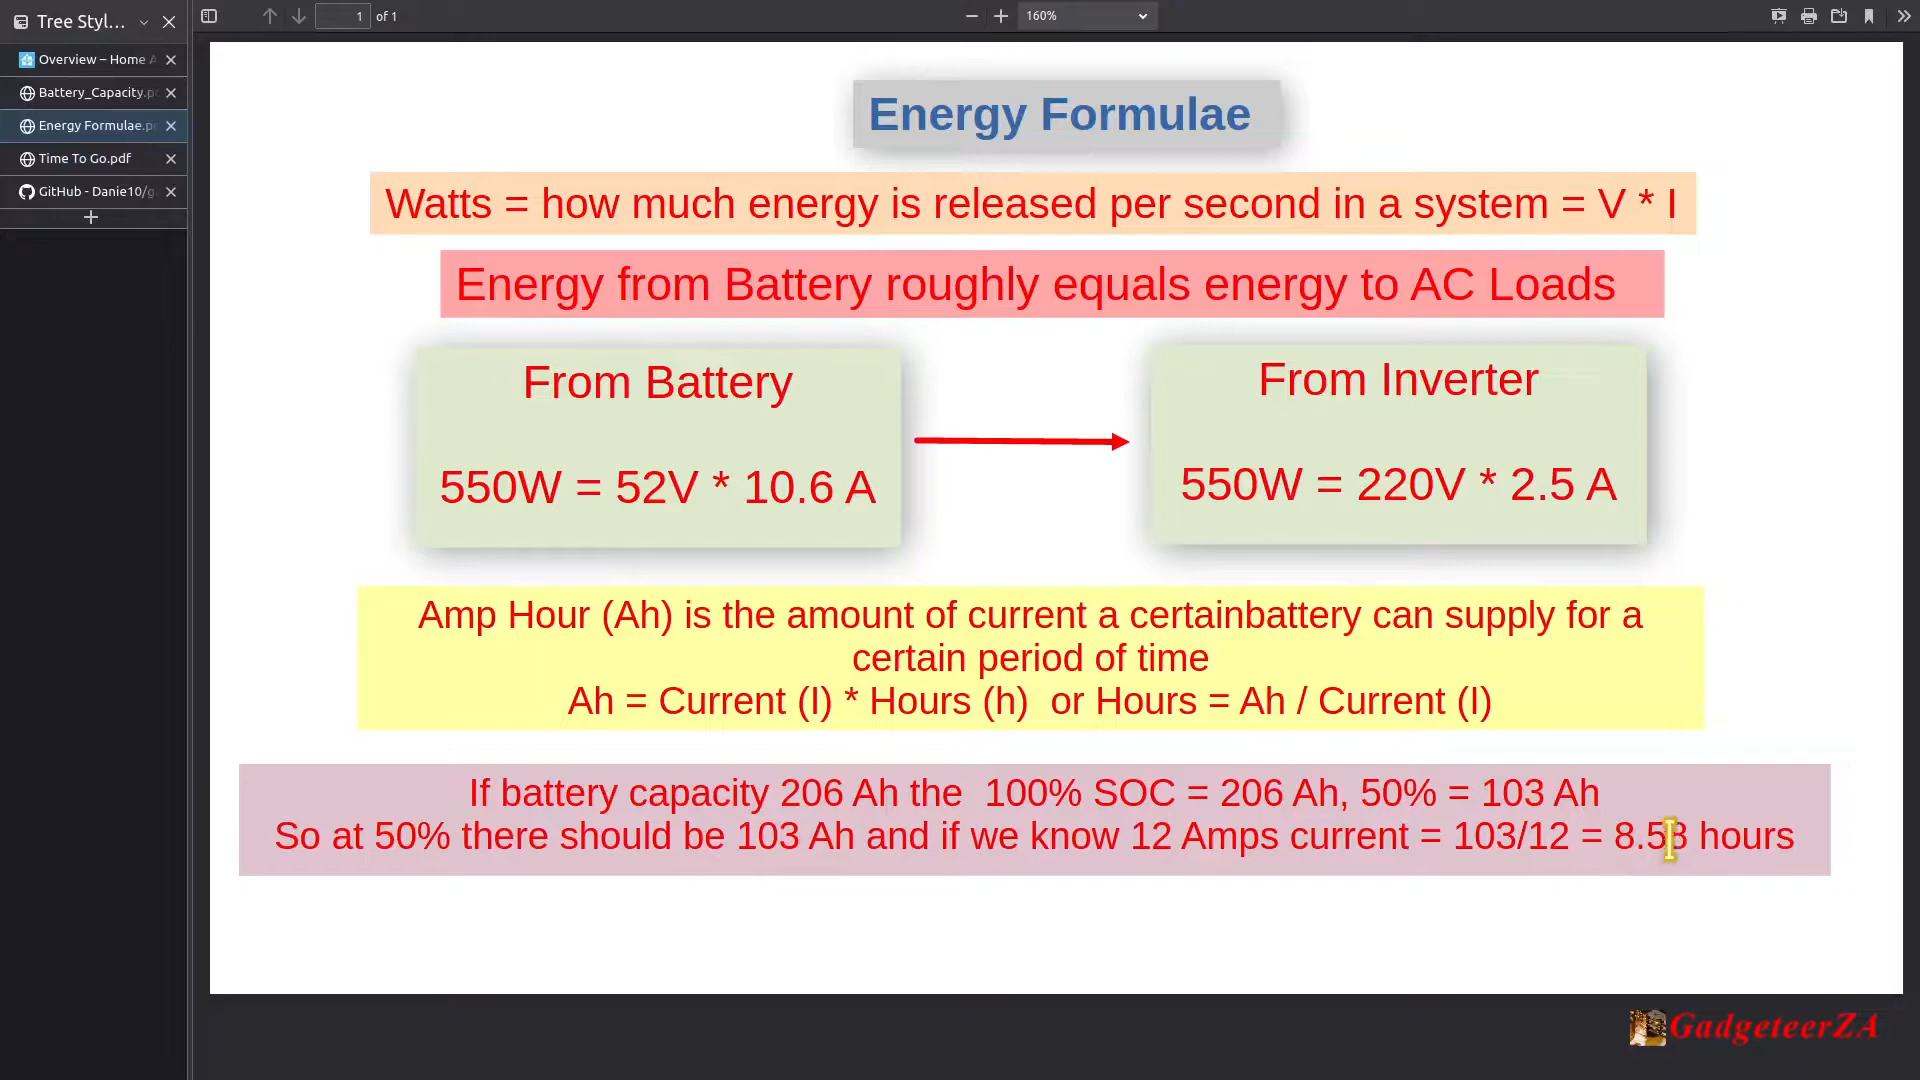 Tree Styl...
1 of 1
160%
Overview – Home A
Battery_Capacity.pd
Energy Formulae.pd
Time To Go.pdf
GitHub - Danie10/g
Energy Formulae
Watts = how much energy is released per second in a system = V * I
Energy from Battery roughly equals energy to AC Loads
From Battery
550W = 52V * 10.6 A
From Inverter
550W = 220V * 2.5 A
Amp Hour (Ah) is the amount of current a certainbattery can supply for a
certain period of time
Ah = Current (I) * Hours (h)  or Hours = Ah / Current (I)
If battery capacity 206 Ah the  100% SOC = 206 Ah, 50% = 103 Ah
So at 50% there should be 103 Ah and if we know 12 Amps current = 103/12 = 8.58 hours
GadgeteerZA